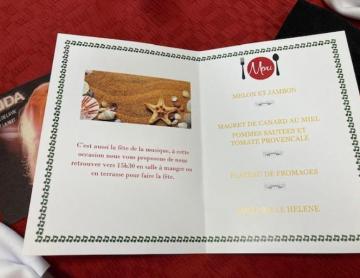 C'est aussi la fête de la musique, à cette
occasion nous vous proposons de nous
retrouver vers 15h30 en salle à manger ou
en terrasse pour faire la fête.
Menu
MELON ET JAMBON
MAGRET DE CANARD AU MIEL
POMMES SAUTEES ET
TOMATE PROVENCALE
PLATEAU DE FROMAGES
HELENE